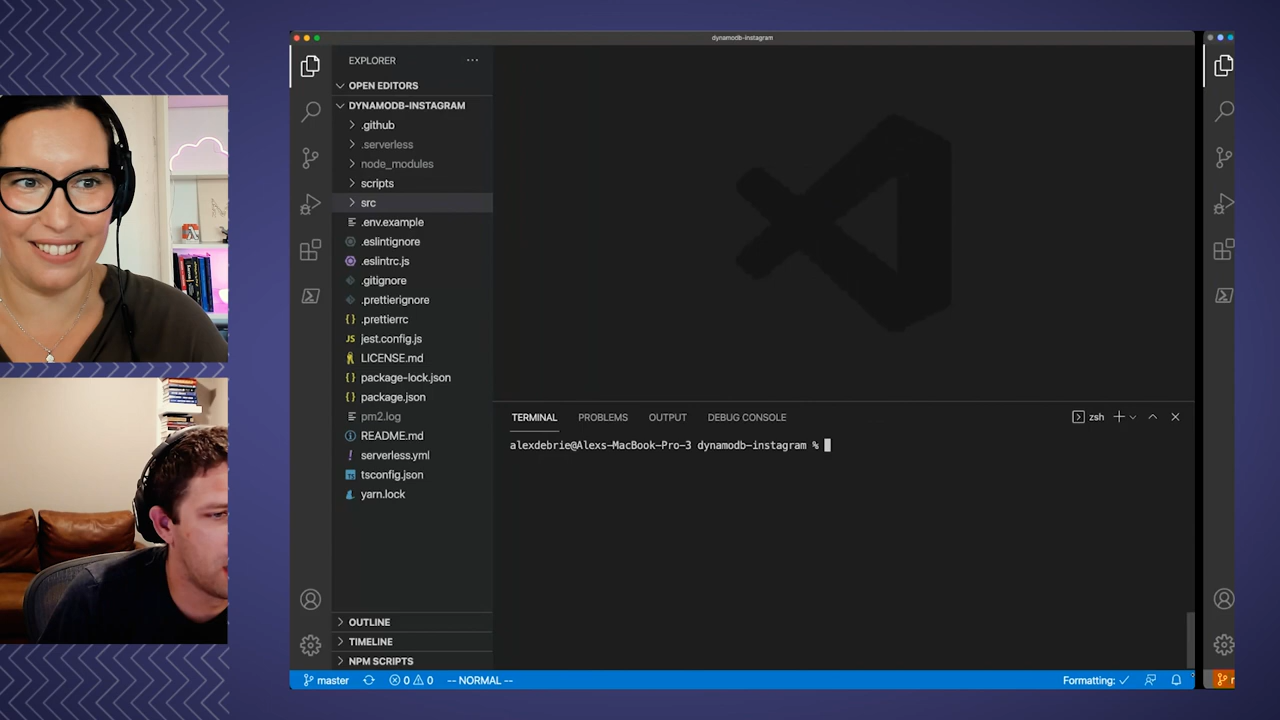 dynamodb-instagram
EXPLORER
OPEN EDITORS
DYNAMODB-INSTAGRAM
.github
.serverless
node_modules
scripts
src
.env.example
.eslintignore
.eslintrc.js
.gitignore
.prettierignore
.prettierrc
jest.config.js
LICENSE.md
package-lock.json
package.json
pm2.log
README.md
serverless.yml
tsconfig.json
yarn.lock
OUTLINE
TIMELINE
NPM SCRIPTS
TERMINAL PROBLEMS OUTPUT DEBUG CONSOLE zsh
alexdebrie@Alexs-MacBook-Pro-3 dynamodb-instagram %
master 0 0 -- NORMAL -- Formatting: